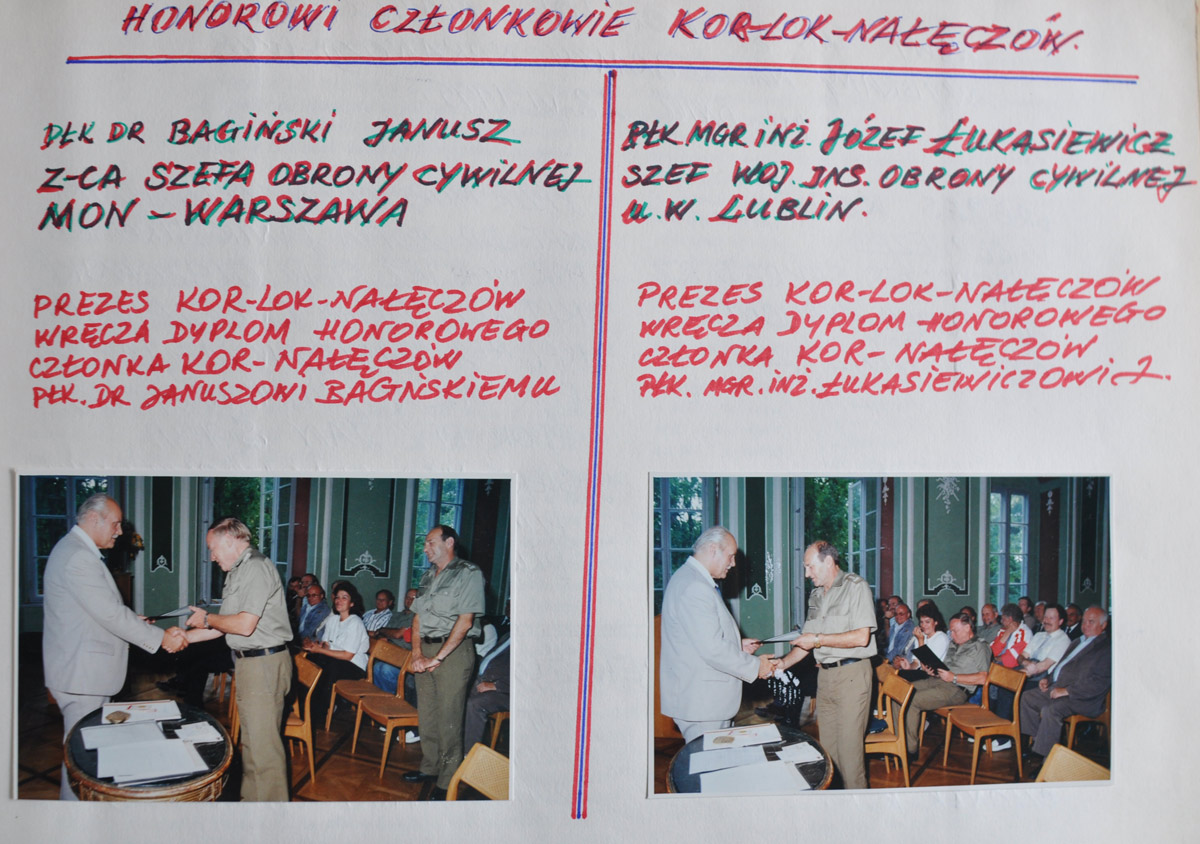 HONOROWI CZŁONKOWIE KOR-LOK-NAŁĘCZÓW.
PŁK DR BAGIŃSKI JANUSZ
Z-CA SZEFA OBRONY CYWILNEJ
MON – WARSZAWA
PREZES KOR-LOK-NAŁĘCZÓW
WRĘCZA DYPLOM HONOROWEGO
CZŁONKA KOR-NAŁĘCZÓW
PŁK. DR JANUSZOWI BAGIŃSKIEMU
PŁK MGR INŻ. JÓZEF ŁUKASIEWICZ
SZEF WOJ. INS. OBRONY CYWILNEJ
U.W. LUBLIN.
PREZES KOR-LOK-NAŁĘCZÓW
WRĘCZA DYPLOM HONOROWEGO
CZŁONKA KOR-NAŁĘCZÓW
PŁK. MGR. INŻ. ŁUKASIEWICZOWI